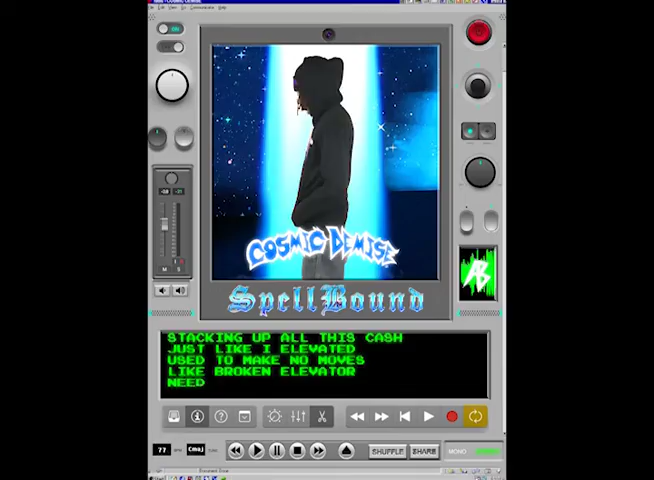 ON
COSMIC DEMISE
SpellBound
M S
STACKING UP ALL THIS CASH
JUST LIKE I ELEVATED
USED TO MAKE NO MOVES
LIKE BROKEN ELEVATOR
NEED
77 Cmaj
SHUFFLE SHARE MONO